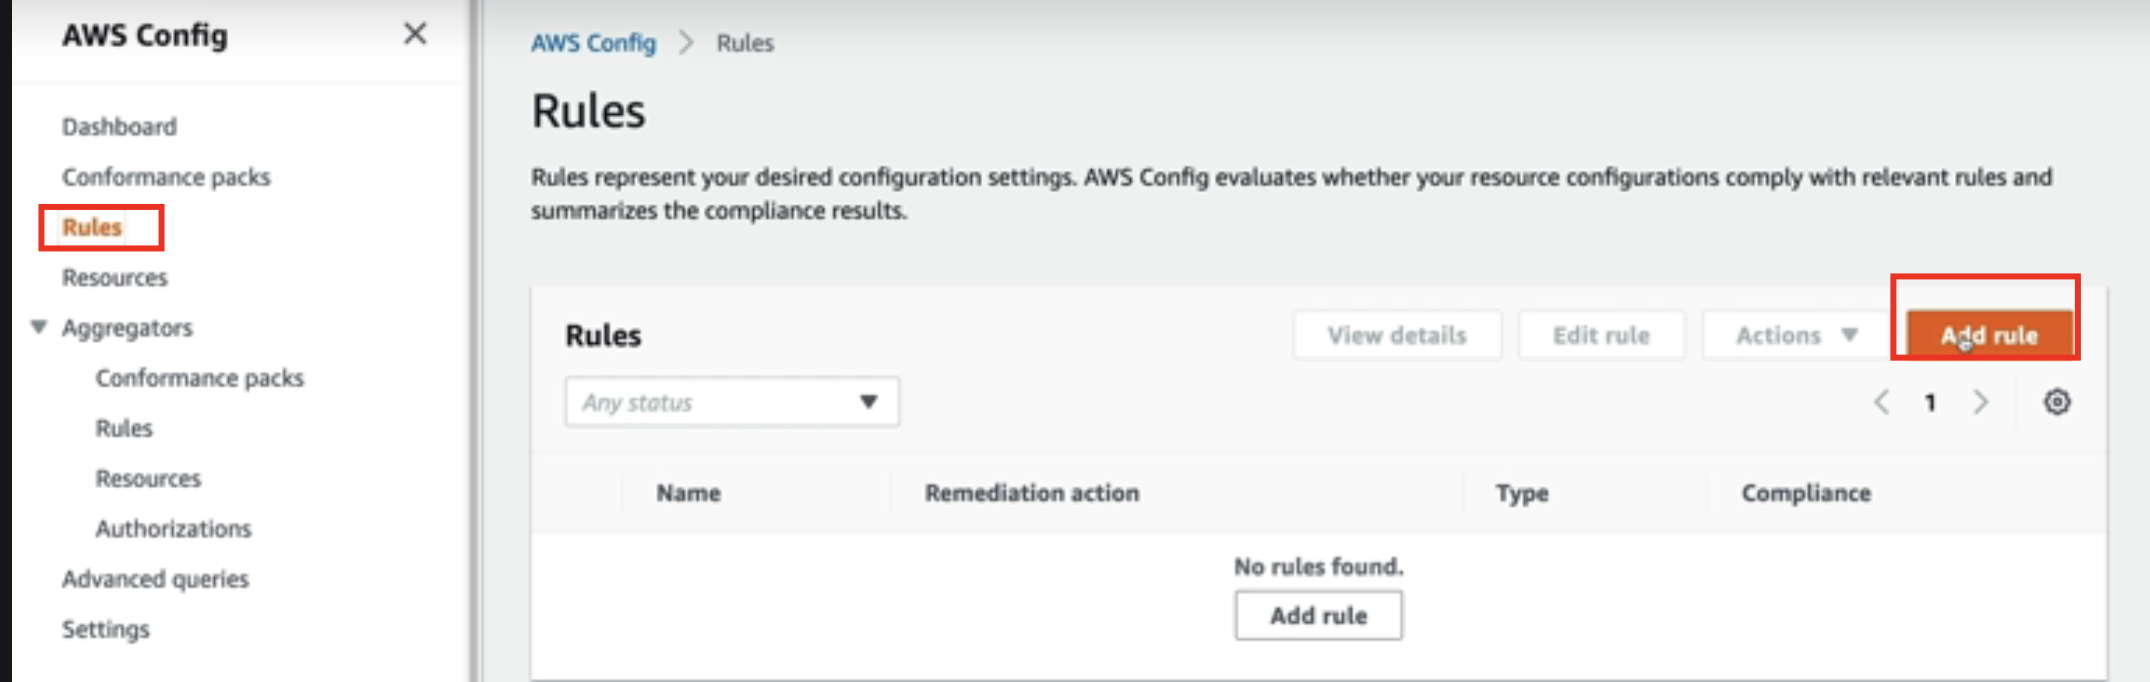 AWS Config
Dashboard
Conformance packs
Rules
Resources
Aggregators
Conformance packs
Rules
Resources
Authorizations
Advanced queries
Settings
AWS Config > Rules
Rules
Rules represent your desired configuration settings. AWS Config evaluates whether your resource configurations comply with relevant rules and
summarizes the compliance results.
Rules View details Edit rule Actions Add rule
Any status 1
Name Remediation action Type Compliance
No rules found.
Add rule